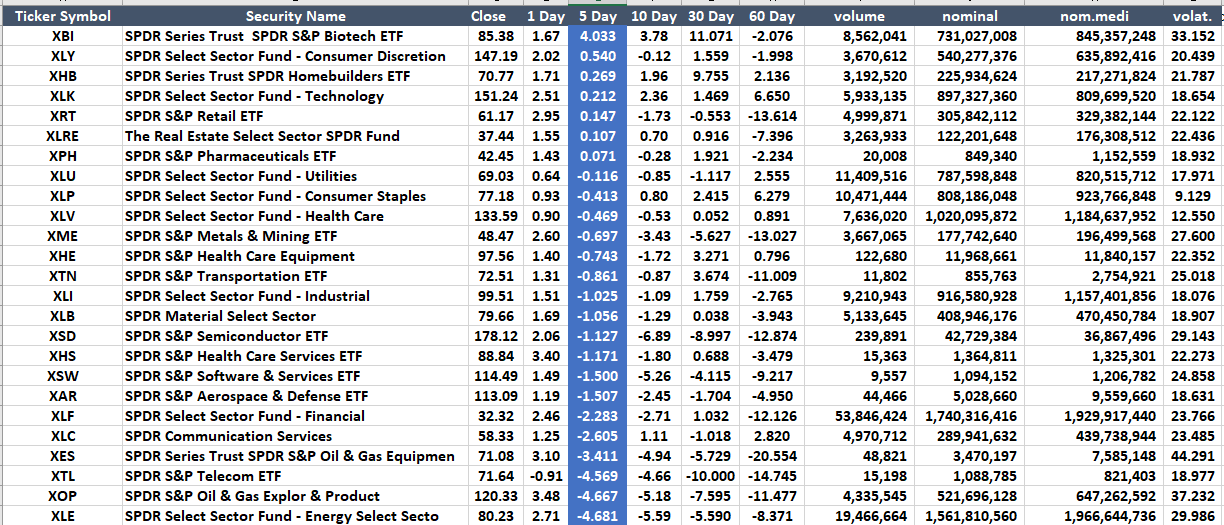 Ticker Symbol Security Name Close 1 Day 5 Day 10 Day 30 Day 60 Day volume nominal nom.medi volat.
XBI SPDR Series Trust SPDR S&P Biotech ETF 85.38 1.67 4.033 3.78 11.071 -2.076 8,562,041 731,027,008 845,357,248 33.152
XLY SPDR Select Sector Fund - Consumer Discretion 147.19 2.02 0.540 -0.12 1.559 -1.998 3,670,612 540,277,376 635,892,416 20.439
XHB SPDR Series Trust SPDR Homebuilders ETF 70.77 1.71 0.269 1.96 9.755 2.136 3,192,520 225,934,624 217,271,824 21.787
XLK SPDR Select Sector Fund - Technology 151.24 2.51 0.212 2.36 1.469 6.650 5,933,135 897,327,360 809,699,520 18.654
XRT SPDR S&P Retail ETF 61.17 2.95 0.147 -1.73 -0.553 -13.614 4,999,871 305,842,112 329,382,144 22.122
XLRE The Real Estate Select Sector SPDR Fund 37.44 1.55 0.107 0.70 0.916 -7.396 3,263,933 122,201,648 176,308,512 22.436
XPH SPDR S&P Pharmaceuticals ETF 42.45 1.43 0.071 -0.28 1.921 -2.234 20,008 849,340 1,152,559 18.932
XLU SPDR Select Sector Fund - Utilities 69.03 0.64 -0.116 -0.85 -1.117 2.555 11,409,516 787,598,848 820,515,712 17.971
XLP SPDR Select Sector Fund - Consumer Staples 77.18 0.93 -0.413 0.80 2.415 6.279 10,471,444 808,186,048 923,766,848 9.129
XLV SPDR Select Sector Fund - Health Care 133.59 0.90 -0.469 -0.53 0.052 0.891 7,636,020 1,020,095,872 1,184,637,952 12.550
XME SPDR S&P Metals & Mining ETF 48.47 2.60 -0.697 -3.43 -5.627 -13.027 3,667,065 177,742,640 196,499,568 27.600
XHE SPDR S&P Health Care Equipment 97.56 1.40 -0.743 -1.72 3.271 0.796 122,680 11,968,661 11,840,157 22.352
XTN SPDR S&P Transportation ETF 72.51 1.31 -0.861 -0.87 3.674 -11.009 11,802 855,763 2,754,921 25.018
XLI SPDR Select Sector Fund - Industrial 99.51 1.51 -1.025 -1.09 1.759 -2.765 9,210,943 916,580,928 1,157,401,856 18.076
XLB SPDR Material Select Sector 79.66 1.69 -1.056 -1.29 0.038 -3.943 5,133,645 408,946,176 470,450,784 18.907
XSD SPDR S&P Semiconductor ETF 178.12 2.06 -1.127 -6.89 -8.997 -12.874 239,891 42,729,384 36,867,496 29.143
XHS SPDR S&P Health Care Services ETF 88.84 3.40 -1.171 -1.80 0.688 -3.479 15,363 1,364,811 1,325,301 22.273
XSW SPDR S&P Software & Services ETF 114.49 1.49 -1.500 -5.26 -4.115 -9.217 9,557 1,094,152 1,206,782 24.858
XAR SPDR S&P Aerospace & Defense ETF 113.09 1.19 -1.507 -2.45 -1.704 -4.950 44,466 5,028,660 9,559,660 18.631
XLF SPDR Select Sector Fund - Financial 32.32 2.46 -2.283 -2.71 1.032 -12.126 53,846,424 1,740,316,416 1,929,917,440 23.766
XLC SPDR Communication Services 58.33 1.25 -2.605 1.11 -1.018 2.820 4,970,712 289,941,632 439,738,944 23.485
XES SPDR Series Trust SPDR S&P Oil & Gas Equipmen 71.08 3.10 -3.411 -4.94 -5.729 -20.554 48,821 3,470,197 7,585,148 44.291
XTL SPDR S&P Telecom ETF 71.64 -0.91 -4.569 -4.66 -10.000 -14.745 15,198 1,088,785 821,403 18.977
XOP SPDR S&P Oil & Gas Explor & Product 120.33 3.48 -4.667 -5.18 -7.595 -11.477 4,335,545 521,696,128 647,262,592 37.232
XLE SPDR Select Sector Fund - Energy Select Secto 80.23 2.71 -4.681 -5.59 -5.590 -8.371 19,466,664 1,561,810,560 1,966,644,736 29.986